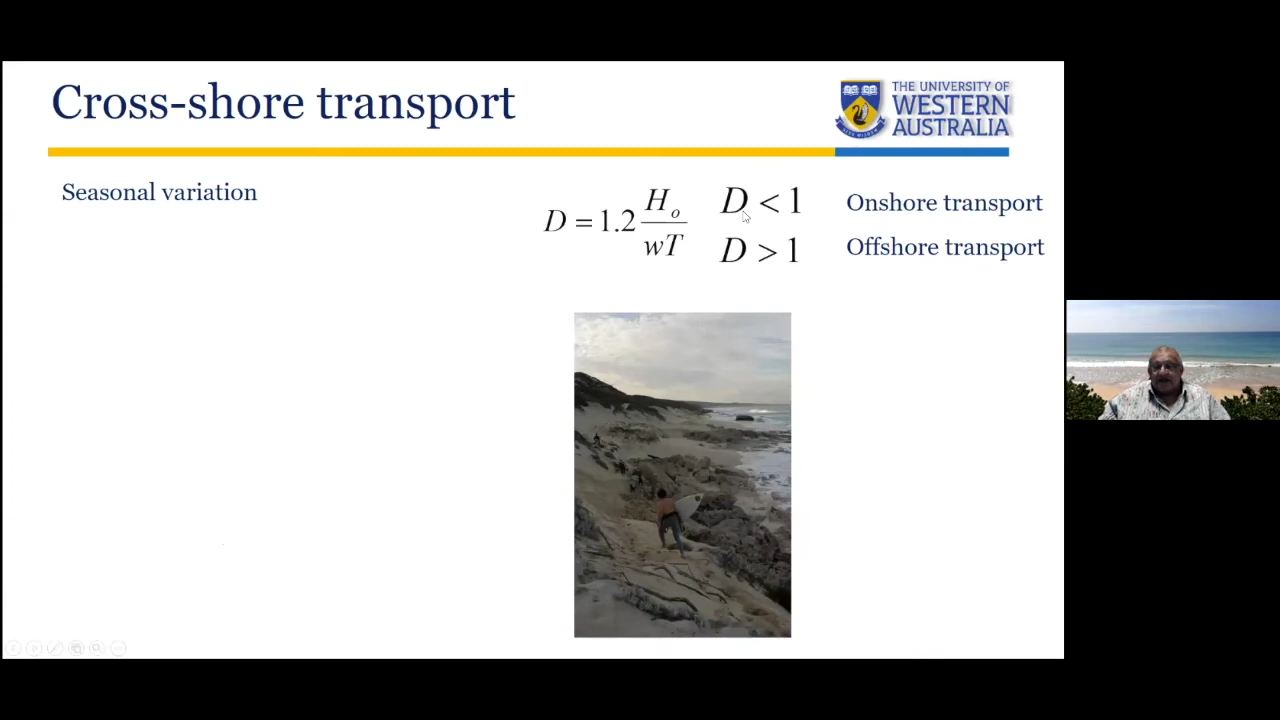 Cross-shore transport
THE UNIVERSITY OF
WESTERN
AUSTRALIA
Seasonal variation
D = 1.2 H_o / wT
D < 1
Onshore transport
D > 1
Offshore transport